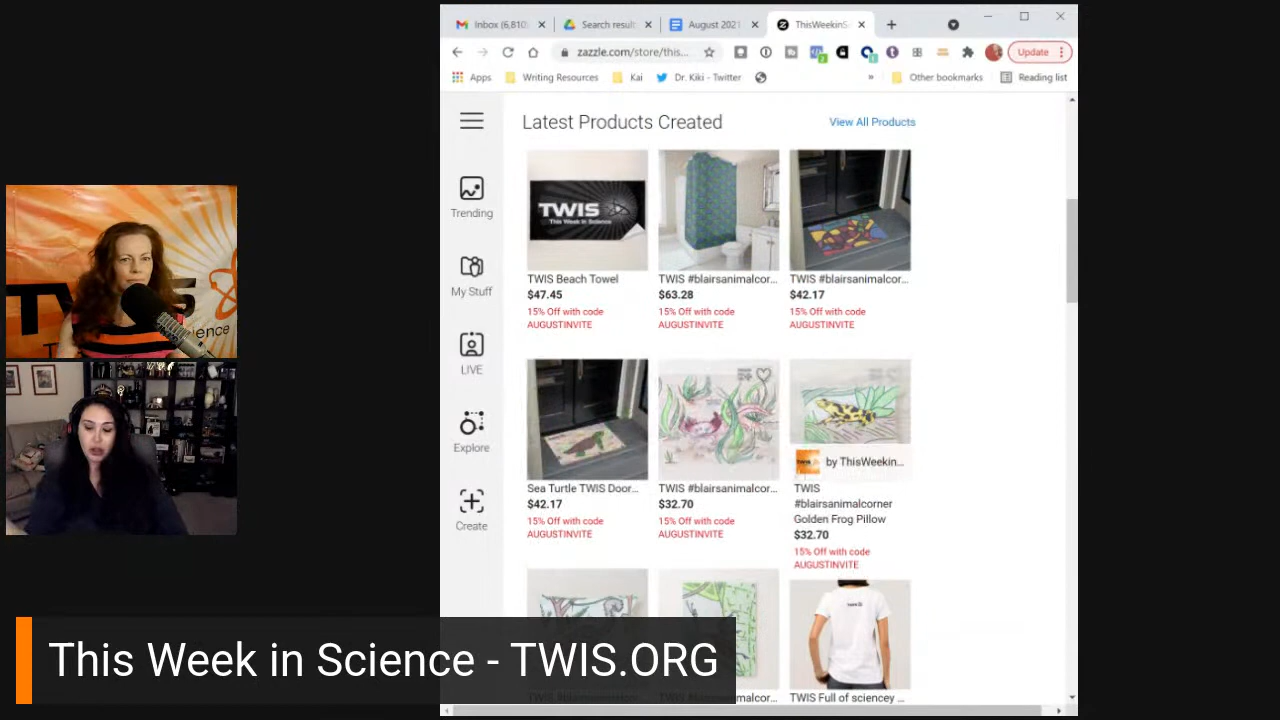 Inbox (6,810)
Search result
August 2021
ThisWeekinS
zazzle.com/store/this...
Update
Apps
Writing Resources
Kai
Dr. Kiki - Twitter
»
Other bookmarks
Reading list
Latest Products Created
View All Products
Trending
My Stuff
LIVE
Explore
Create
TWIS
This Week in Science
TWIS Beach Towel
$47.45
15% Off with code
AUGUSTINVITE
TWIS #blairsanimalcor...
$63.28
15% Off with code
AUGUSTINVITE
TWIS #blairsanimalcor...
$42.17
15% Off with code
AUGUSTINVITE
Sea Turtle TWIS Door...
$42.17
15% Off with code
AUGUSTINVITE
TWIS #blairsanimalcor...
$32.70
15% Off with code
AUGUSTINVITE
by ThisWeekin...
TWIS
#blairsanimalcorner
Golden Frog Pillow
$32.70
15% Off with code
AUGUSTINVITE
TWIS Full of sciencey ...
This Week in Science - TWIS.ORG